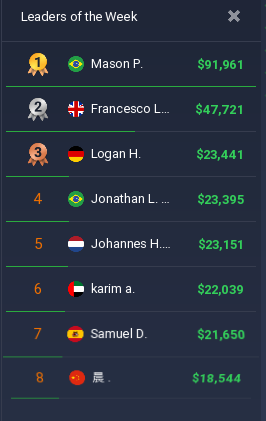 Leaders of the Week
1 Mason P. $91,961
2 Francesco L... $47,721
3 Logan H. $23,441
4 Jonathan L. ... $23,395
5 Johannes H.... $23,151
6 karim a. $22,039
7 Samuel D. $21,650
8 晨 . $18,544